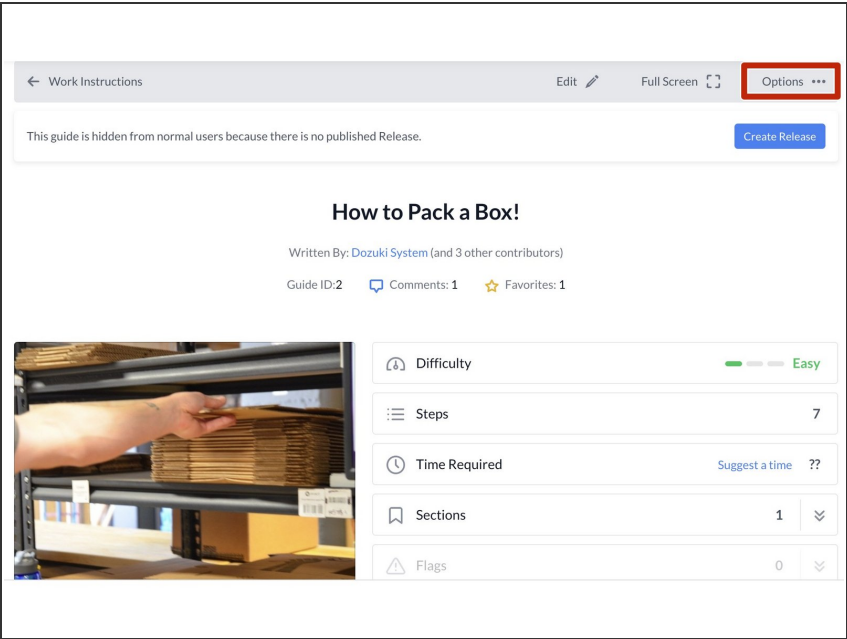 Work Instructions
Edit
Full Screen
Options
This guide is hidden from normal users because there is no published Release.
Create Release
How to Pack a Box!
Written By: Dozuki System (and 3 other contributors)
Guide ID:2 Comments: 1 Favorites: 1
Difficulty Easy
Steps 7
Time Required Suggest a time ??
Sections 1
Flags 0